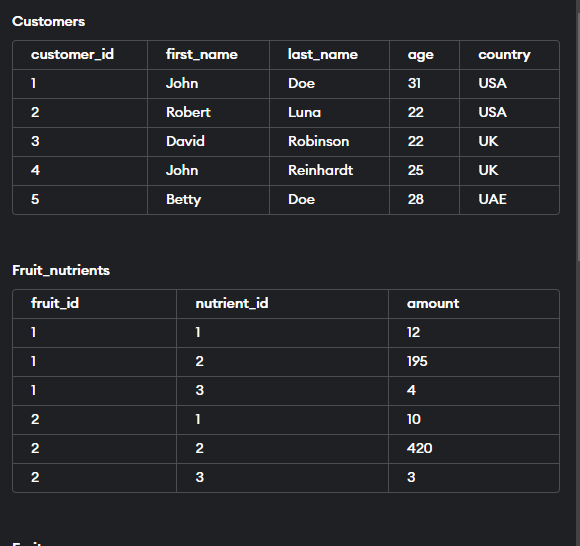 Customers
customer_id first_name last_name age country
1 John Doe 31 USA
2 Robert Luna 22 USA
3 David Robinson 22 UK
4 John Reinhardt 25 UK
5 Betty Doe 28 UAE
Fruit_nutrients
fruit_id nutrient_id amount
1 1 12
1 2 195
1 3 4
2 1 10
2 2 420
2 3 3